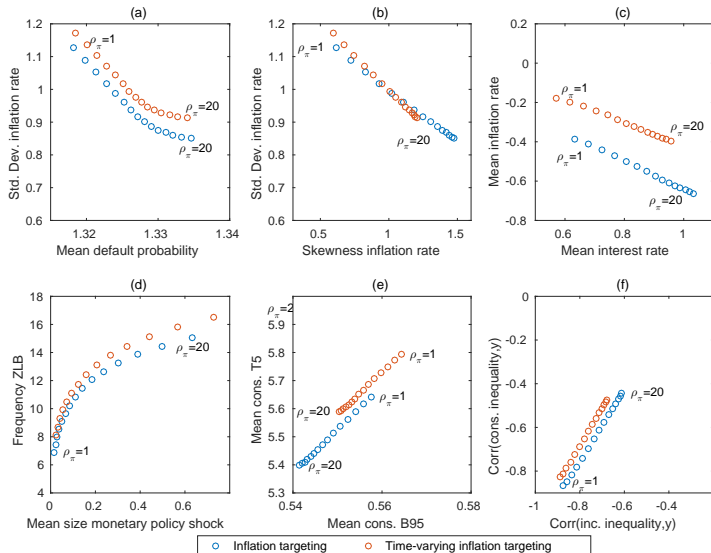 (a)
Std. Dev. inflation rate
1.2
1.1
1
0.9
0.8
0.7
0.6
ρπ=1
ρπ=20
1.32
1.33
1.34
Mean default probability
(b)
Std. Dev. inflation rate
1.2
1.1
1
0.9
0.8
0.7
0.6
ρπ=1
ρπ=20
0.5
1
1.5
Skewness inflation rate
(c)
Mean inflation rate
0.2
0
-0.2
-0.4
-0.6
-0.8
ρπ=1
ρπ=20
ρπ=1
ρπ=20
0.6
0.8
1
Mean interest rate
(d)
Frequency ZLB
18
16
14
12
10
8
6
4
ρπ=20
ρπ=1
0
0.2
0.4
0.6
Mean size monetary policy shock
(e)
Mean cons. T5
5.9
5.8
5.7
5.6
5.5
5.4
5.3
ρπ=2
ρπ=1
ρπ=1
ρπ=20
ρπ=20
0.54
0.56
0.58
Mean cons. B95
(f)
Corr(cons. inequality,y)
0
-0.2
-0.4
-0.6
-0.8
ρπ=20
ρπ=1
-1
-0.8
-0.6
-0.4
-0.2
Corr(inc. inequality,y)
Inflation targeting
Time-varying inflation targeting